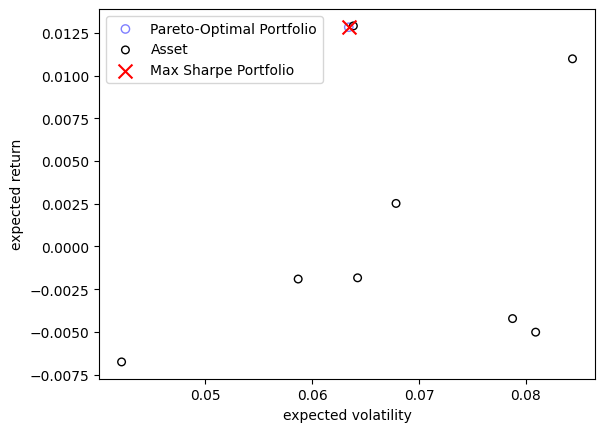 Pareto-Optimal Portfolio
Asset
Max Sharpe Portfolio
0.0125
0.0100
0.0075
0.0050
0.0025
0.0000
−0.0025
−0.0050
−0.0075
expected return
0.05
0.06
0.07
0.08
expected volatility